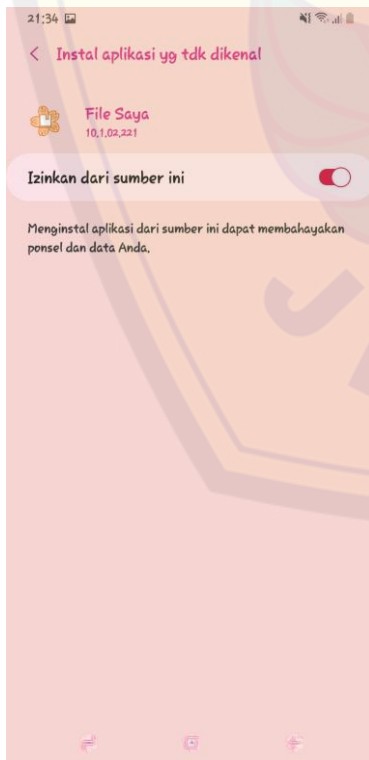 21:34
Instal aplikasi yg tdk dikenal
File Saya
10.1.02.221
Izinkan dari sumber ini
Menginstal aplikasi dari sumber ini dapat membahayakan
ponsel dan data Anda.